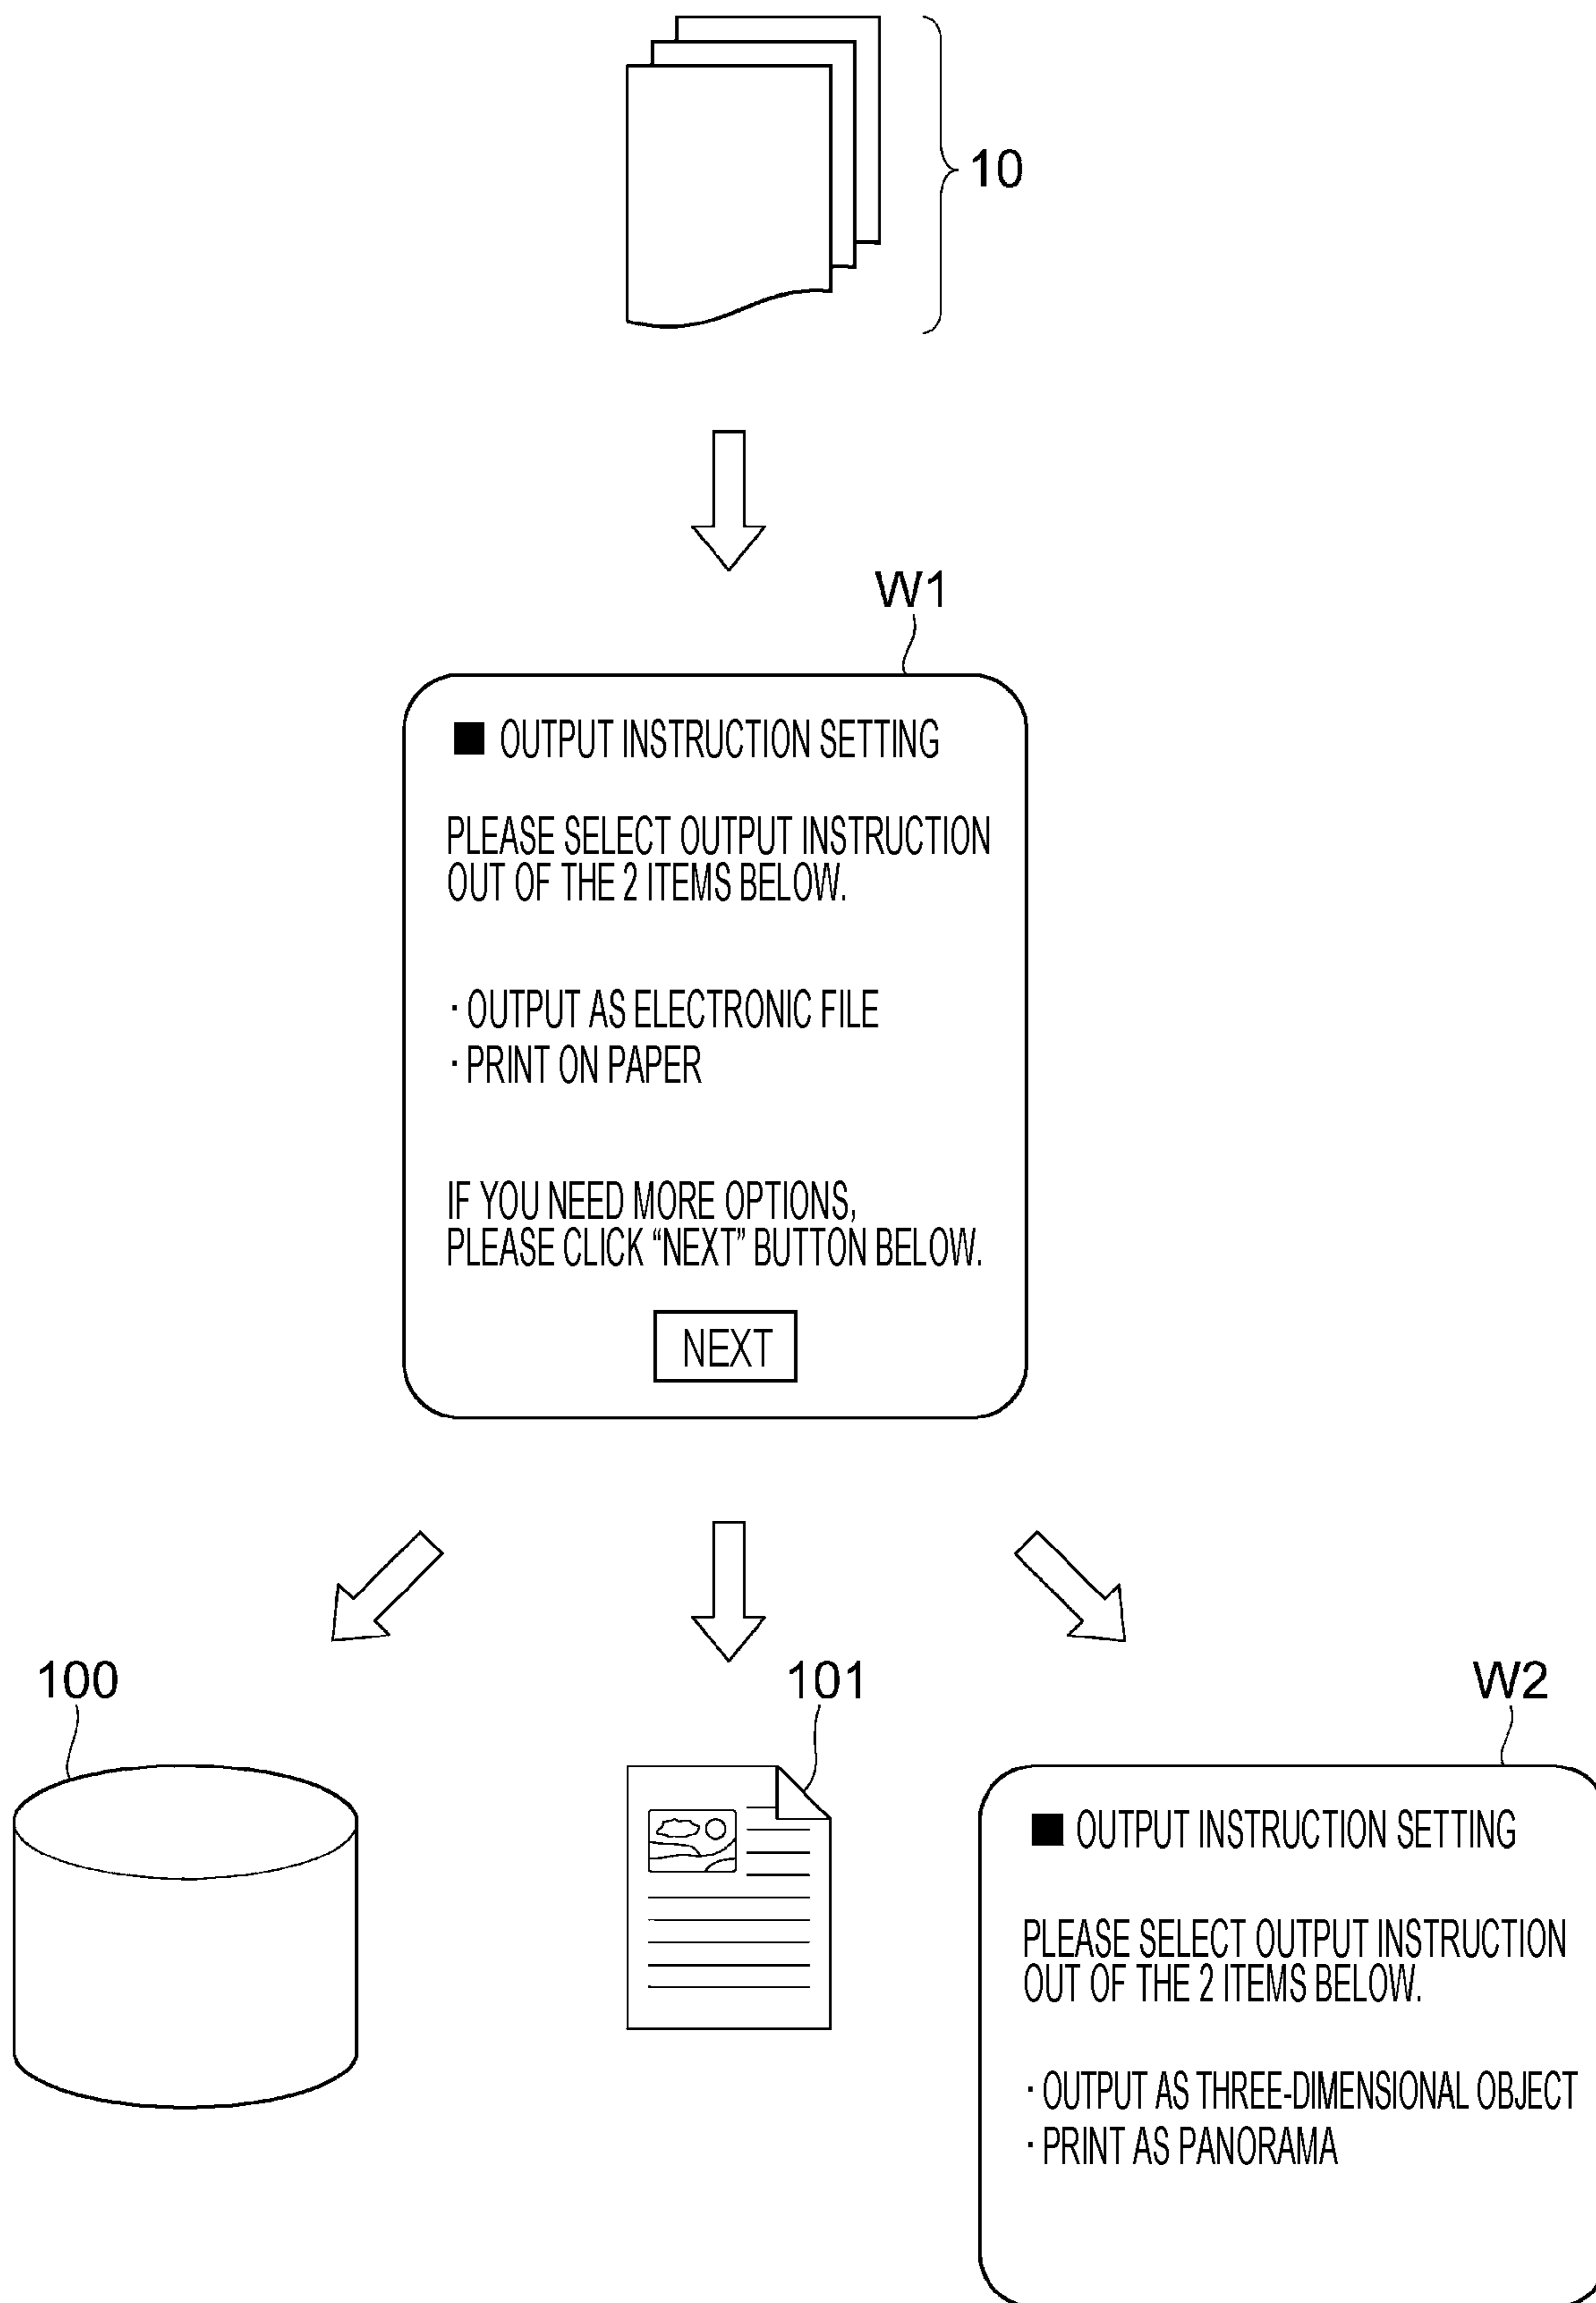 10
W1
■ OUTPUT INSTRUCTION SETTING
PLEASE SELECT OUTPUT INSTRUCTION
OUT OF THE 2 ITEMS BELOW.
· OUTPUT AS ELECTRONIC FILE
· PRINT ON PAPER
IF YOU NEED MORE OPTIONS,
PLEASE CLICK “NEXT” BUTTON BELOW.
NEXT
100
101
W2
■ OUTPUT INSTRUCTION SETTING
PLEASE SELECT OUTPUT INSTRUCTION
OUT OF THE 2 ITEMS BELOW.
· OUTPUT AS THREE-DIMENSIONAL OBJECT
· PRINT AS PANORAMA